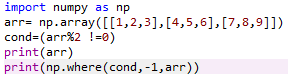 import numpy as np
arr= np.array([[1,2,3],[4,5,6],[7,8,9]])
cond=(arr%2 !=0)
print(arr)
print(np.where(cond,-1,arr))